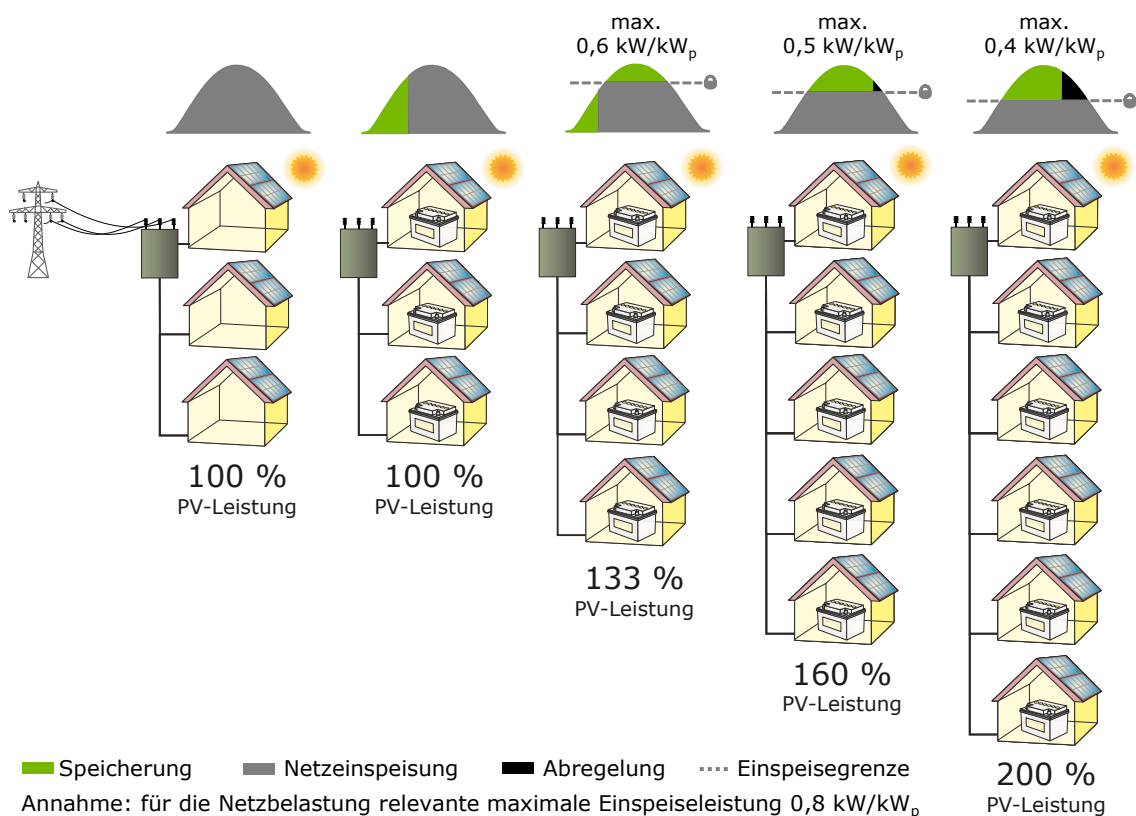 max.
0,6 kW/kWp
max.
0,5 kW/kWp
max.
0,4 kW/kWp
100 %
PV-Leistung
100 %
PV-Leistung
133 %
PV-Leistung
160 %
PV-Leistung
200 %
PV-Leistung
Speicherung Netzeinspeisung Abregelung Einspeisegrenze
Annahme: für die Netzbelastung relevante maximale Einspeiseleistung 0,8 kW/kWp